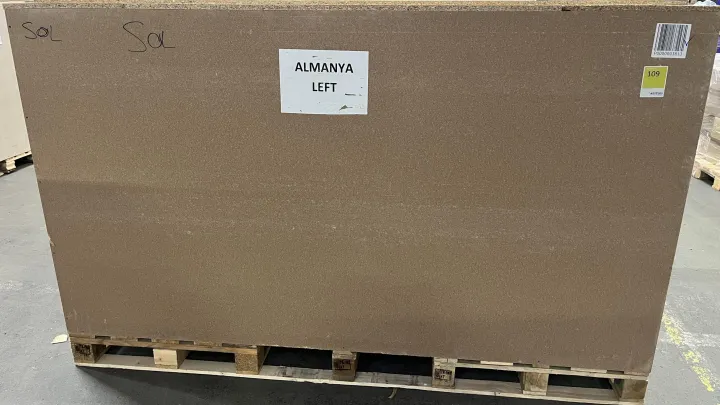 SOL
SOL
ALMANYA
LEFT
109